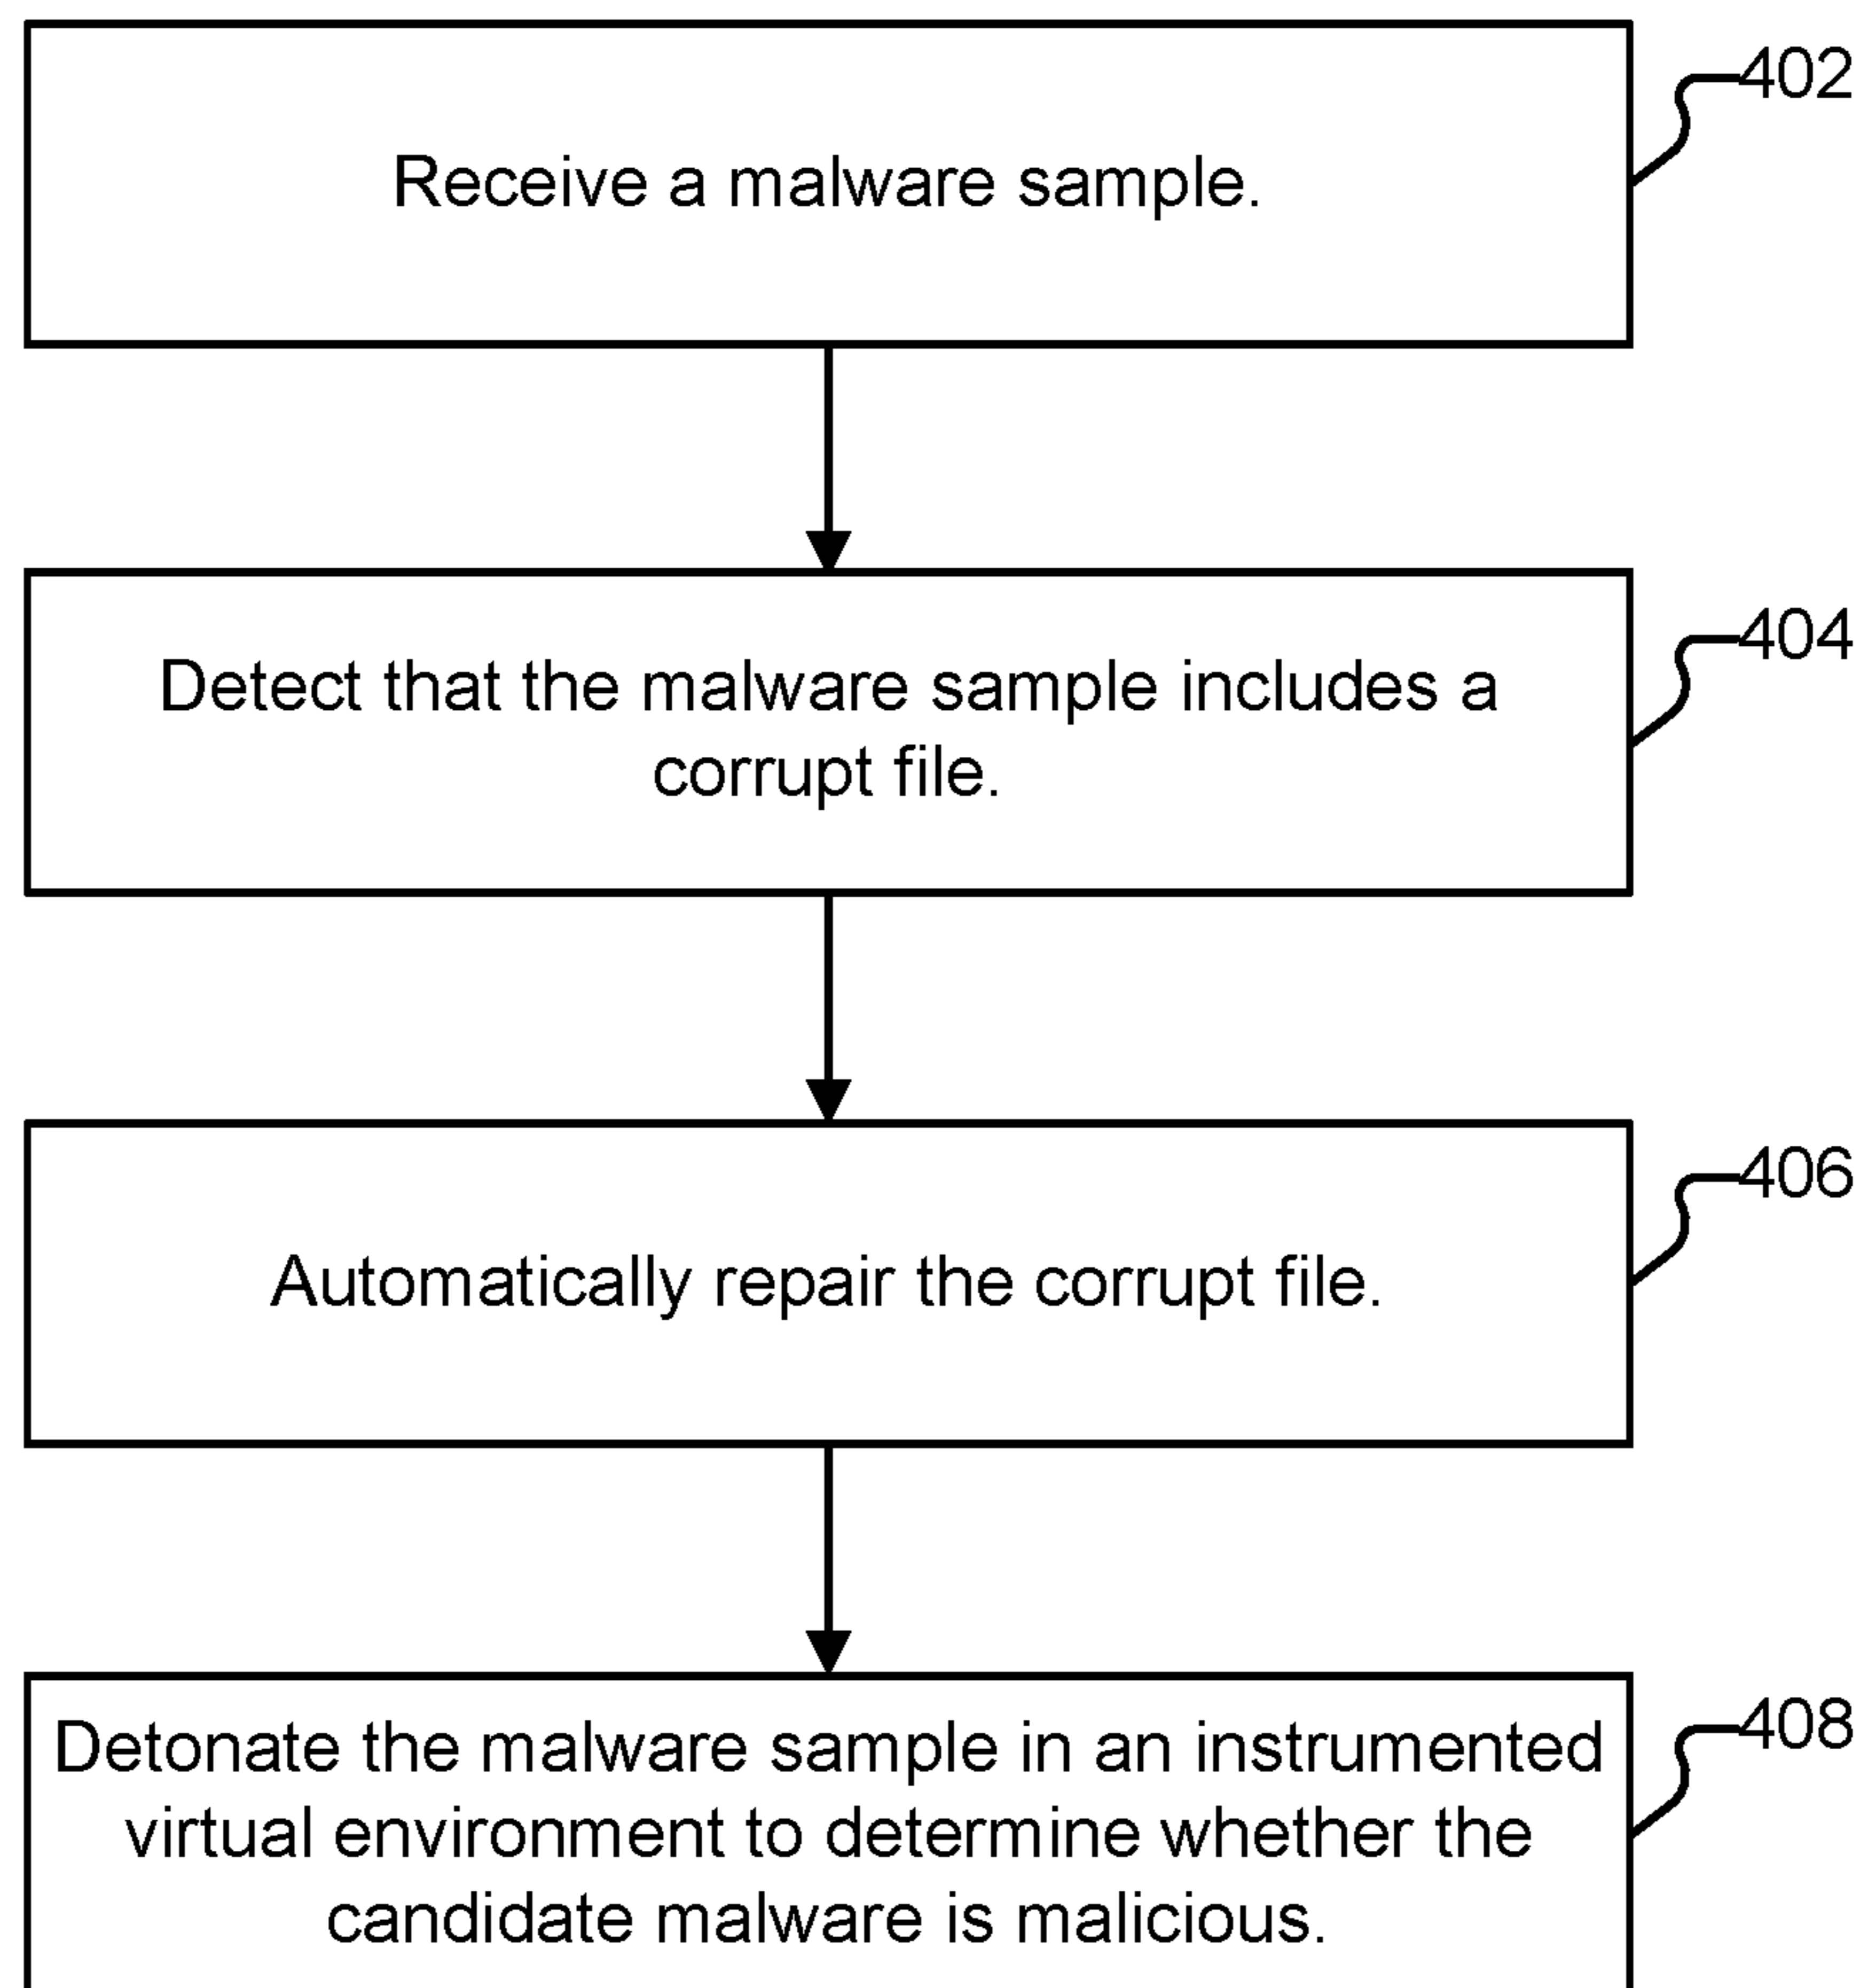 402
Receive a malware sample.
404
Detect that the malware sample includes a
corrupt file.
406
Automatically repair the corrupt file.
408
Detonate the malware sample in an instrumented
virtual environment to determine whether the
candidate malware is malicious.